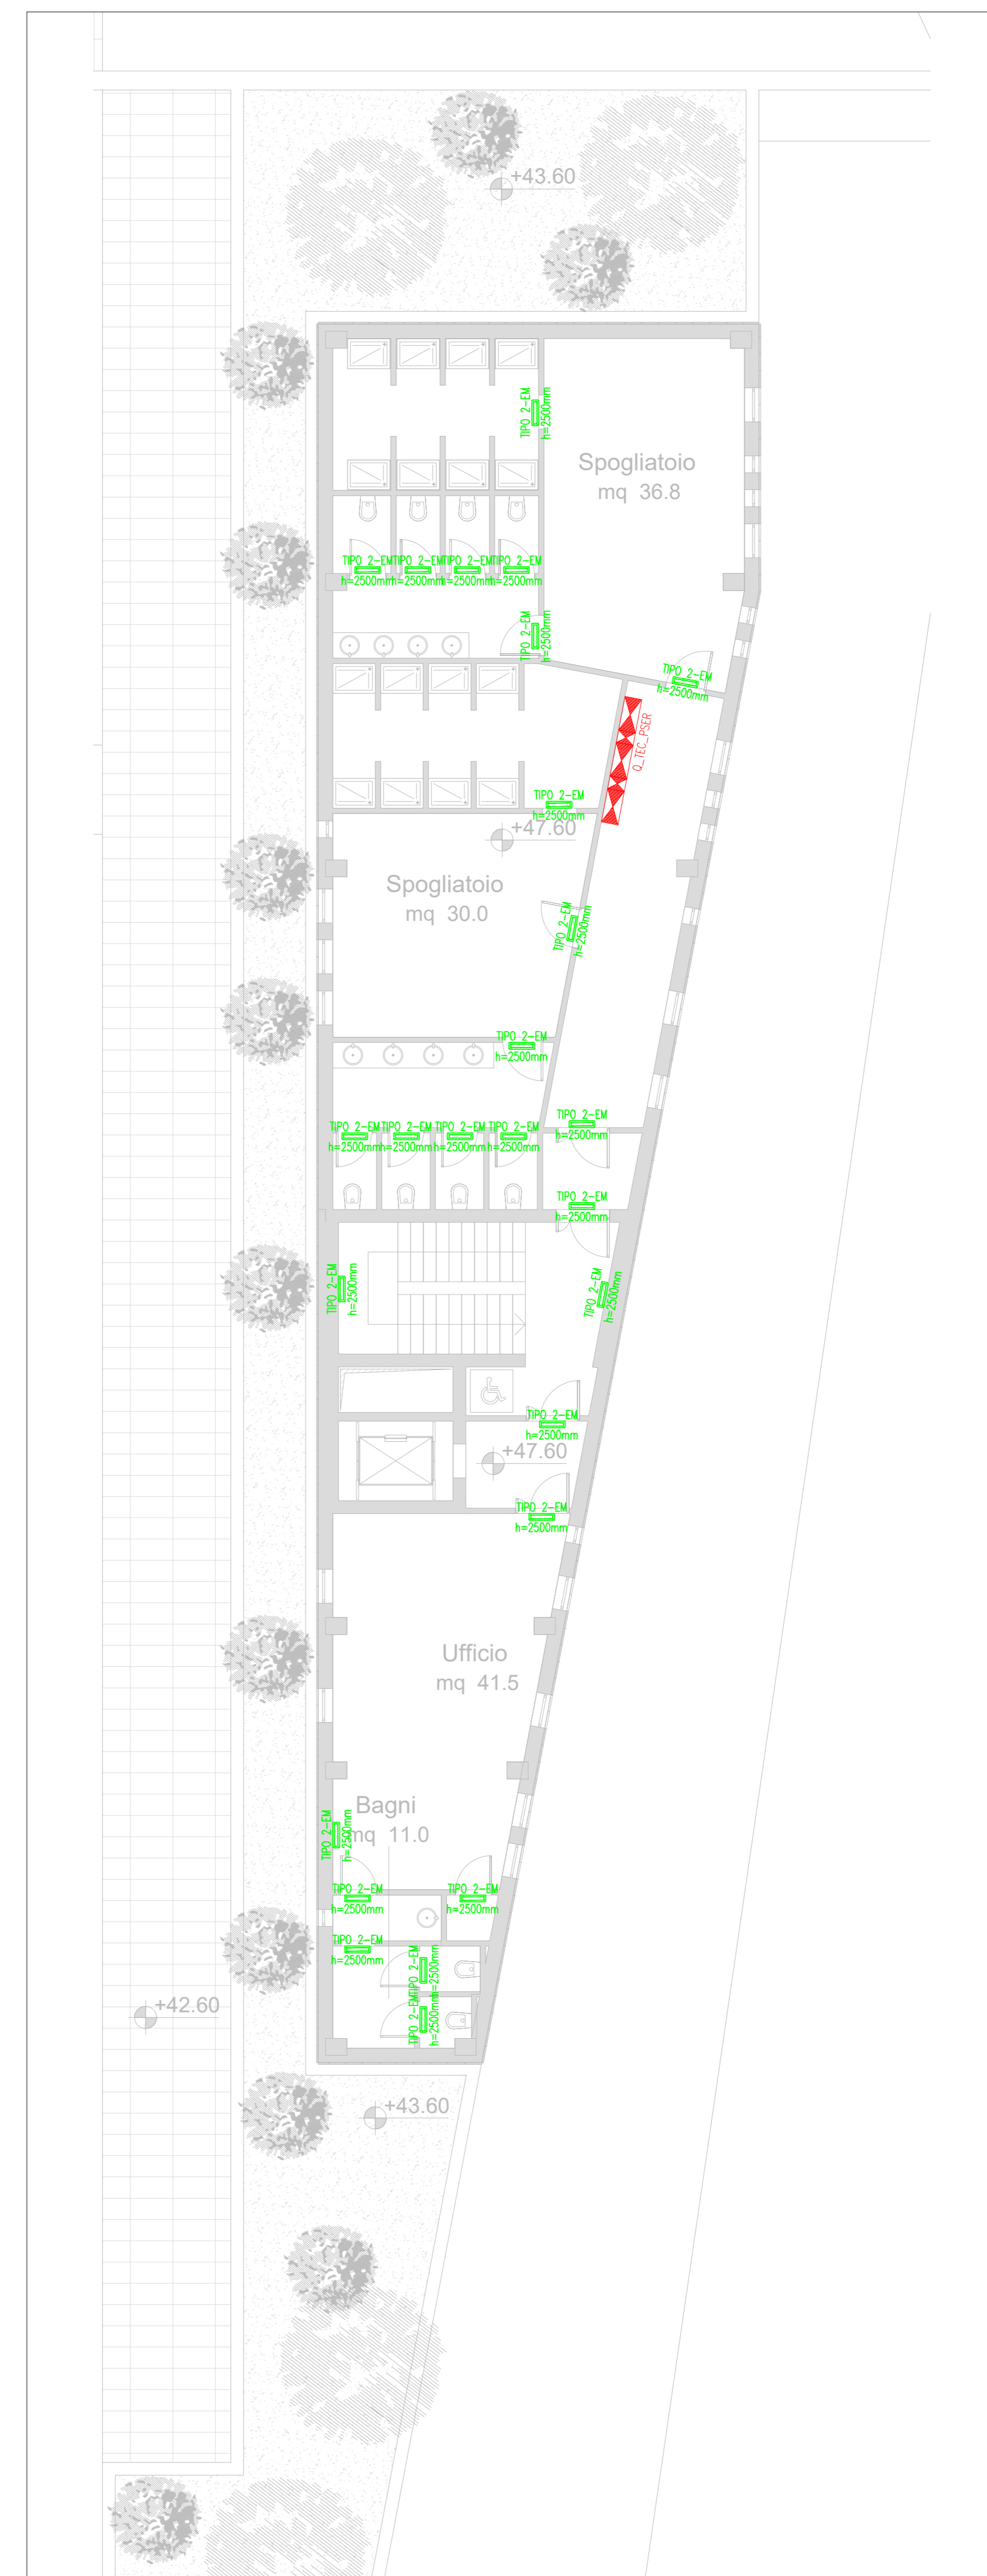 +43.60
TIPO 2-EM
h=2500mm
Spogliatoio
mq 36.8
TIPO 2-EM
h=2500mm
TIPO 2-EM
h=2500mm
TIPO 2-EM
h=2500mm
TIPO 2-EM
h=2500mm
TIPO 2-EM
h=2500mm
TIPO 2-EM
h=2500mm
Q_TEC_PSER
TIPO 2-EM
h=2500mm
+47.60
Spogliatoio
mq 30.0
TIPO 2-EM
h=2500mm
TIPO 2-EM
h=2500mm
TIPO 2-EM
h=2500mm
TIPO 2-EM
h=2500mm
TIPO 2-EM
h=2500mm
TIPO 2-EM
h=2500mm
TIPO 2-EM
h=2500mm
TIPO 2-EM
h=2500mm
TIPO 2-EM
h=2500mm
TIPO 2-EM
h=2500mm
TIPO 2-EM
h=2500mm
+47.60
TIPO 2-EM
h=2500mm
Ufficio
mq 41.5
Bagni
mq 11.0
TIPO 2-EM
h=2500mm
TIPO 2-EM
h=2500mm
TIPO 2-EM
h=2500mm
TIPO 2-EM
h=2500mm
TIPO 2-EM
h=2500mm
TIPO 2-EM
h=2500mm
+42.60
+43.60